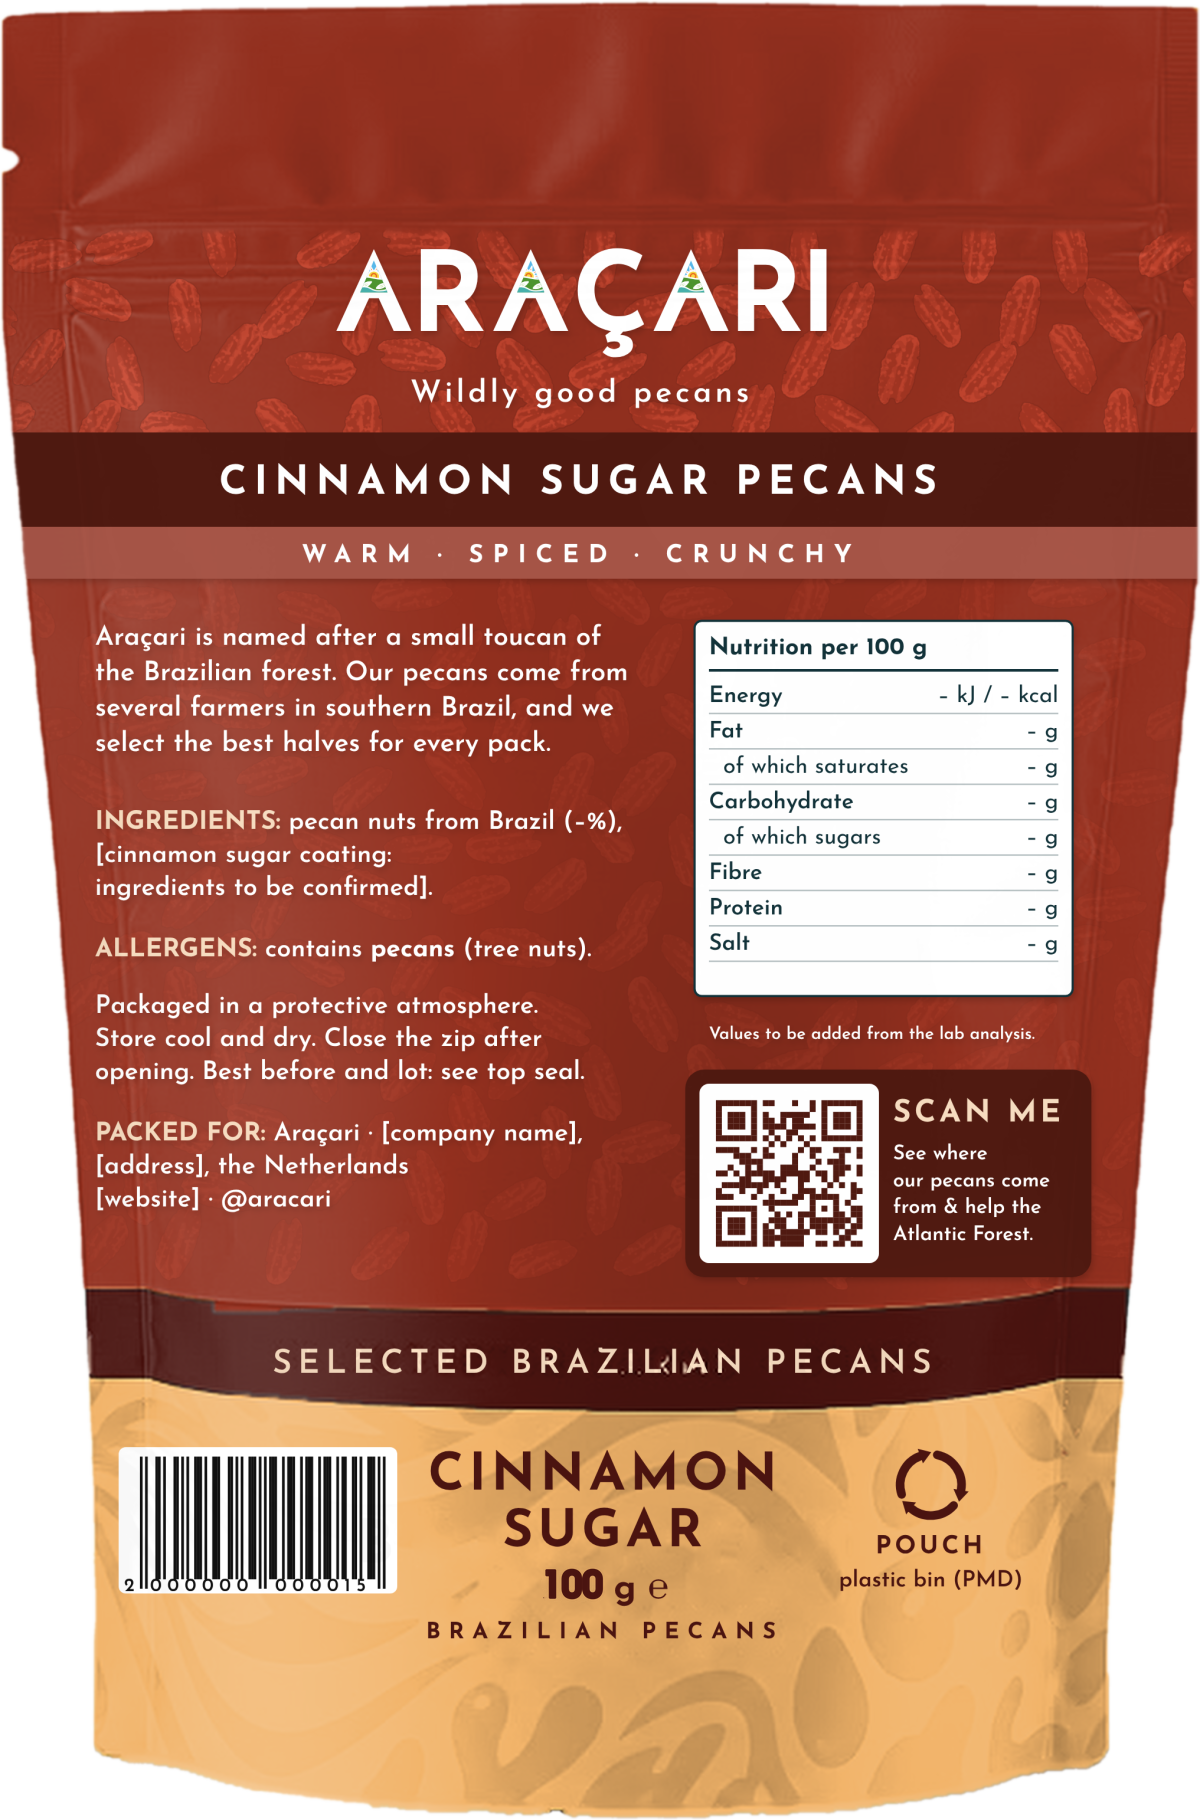 ARAÇARI
Wildly good pecans
CINNAMON SUGAR PECANS
WARM · SPICED · CRUNCHY
Araçari is named after a small toucan of
the Brazilian forest. Our pecans come from
several farmers in southern Brazil, and we
select the best halves for every pack.
INGREDIENTS: pecan nuts from Brazil (–%),
[cinnamon sugar coating:
ingredients to be confirmed].
ALLERGENS: contains pecans (tree nuts).
Packaged in a protective atmosphere.
Store cool and dry. Close the zip after
opening. Best before and lot: see top seal.
PACKED FOR: Araçari · [company name],
[address], the Netherlands
[website] · @aracari
Nutrition per 100 g
Energy – kJ / – kcal
Fat – g
of which saturates – g
Carbohydrate – g
of which sugars – g
Fibre – g
Protein – g
Salt – g
Values to be added from the lab analysis.
SCAN ME
See where
our pecans come
from & help the
Atlantic Forest.
SELECTED BRAZILIAN PECANS
2 000000 000015
CINNAMON
SUGAR
100 g ℮
BRAZILIAN PECANS
POUCH
plastic bin (PMD)